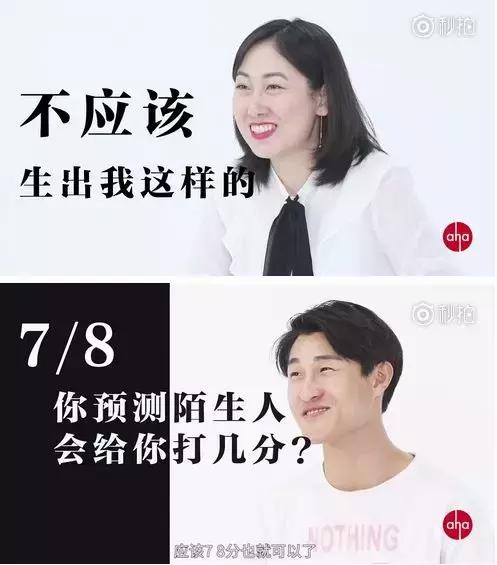 秒拍
不应该
生出我这样的
aha
秒拍
7/8
你预测陌生人
会给你打几分?
NOTHING
aha
应该7 8分也就可以了